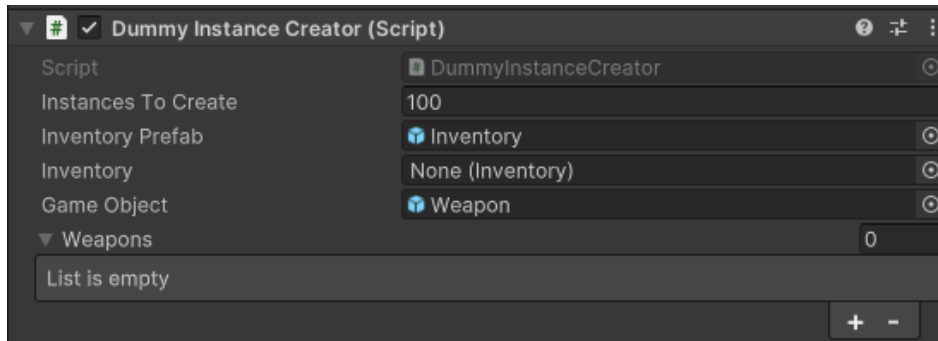 Dummy Instance Creator (Script)
Script DummyInstanceCreator
Instances To Create 100
Inventory Prefab Inventory
Inventory None (Inventory)
Game Object Weapon
Weapons 0
List is empty
+ -